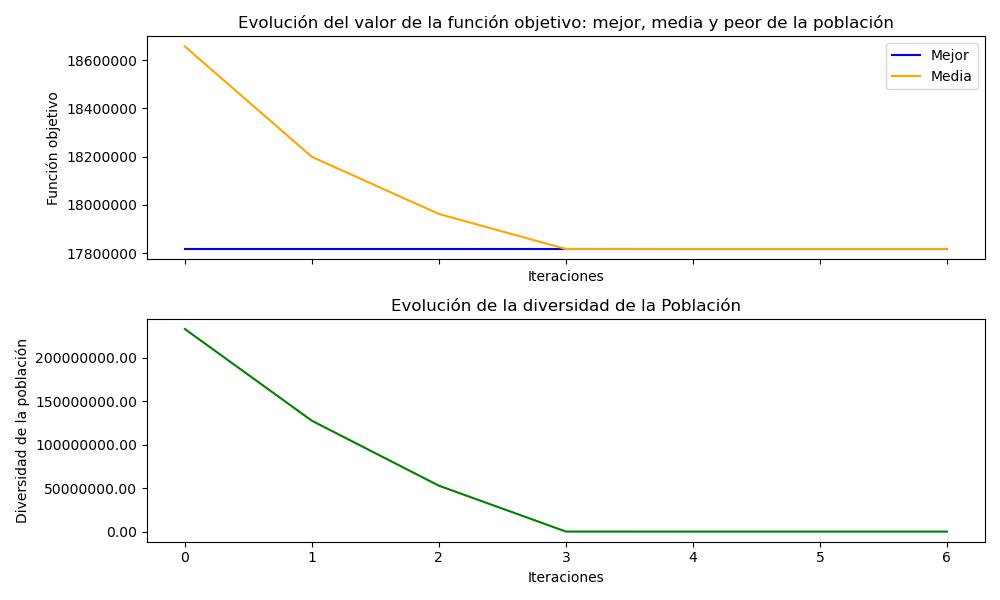 Evolución del valor de la función objetivo: mejor, media y peor de la población
Función objetivo
18600000
18400000
18200000
18000000
17800000
Mejor
Media
Iteraciones
Evolución de la diversidad de la Población
Diversidad de la población
200000000.00
150000000.00
100000000.00
50000000.00
0.00
0 1 2 3 4 5 6
Iteraciones